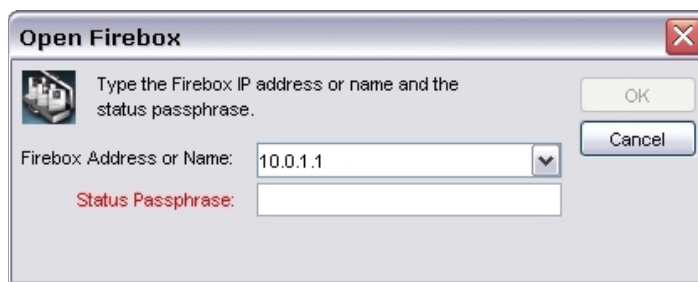 Open Firebox
Type the Firebox IP address or name and the
status passphrase.
OK
Cancel
Firebox Address or Name: 10.0.1.1
Status Passphrase: